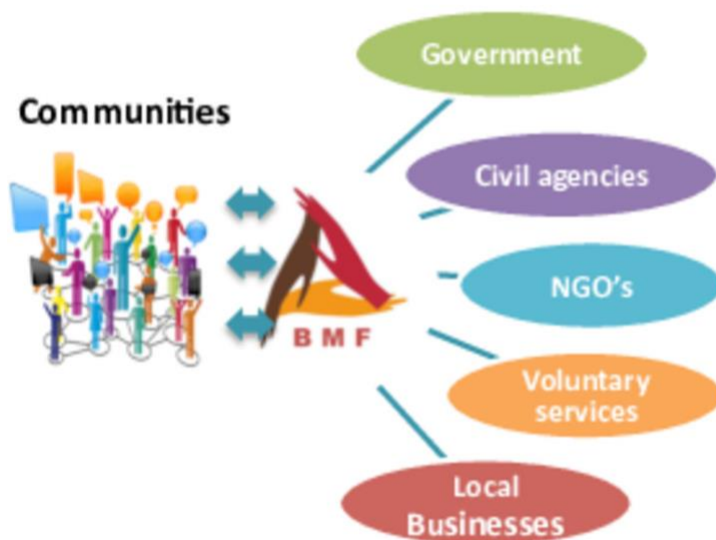 Communities
Government
Civil agencies
NGO's
Voluntary
services
Local
Businesses
BMF